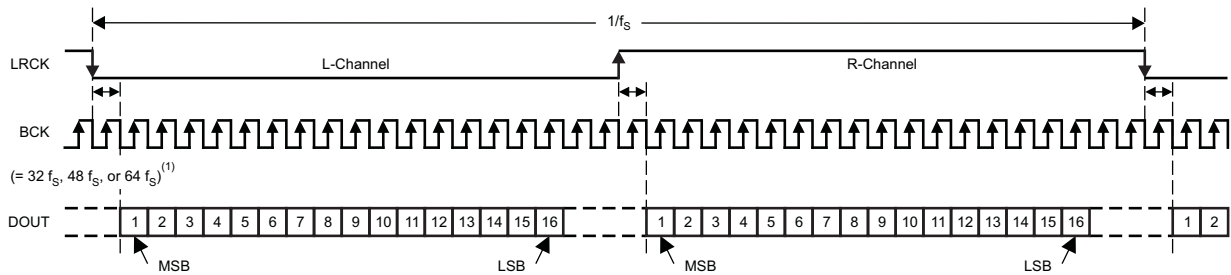 1/fS
LRCK
L-Channel
R-Channel
BCK
(= 32 fS, 48 fS, or 64 fS)(1)
DOUT
1 2 3 4 5 6 7 8 9 10 11 12 13 14 15 16
1 2 3 4 5 6 7 8 9 10 11 12 13 14 15 16
1 2
MSB
LSB
MSB
LSB